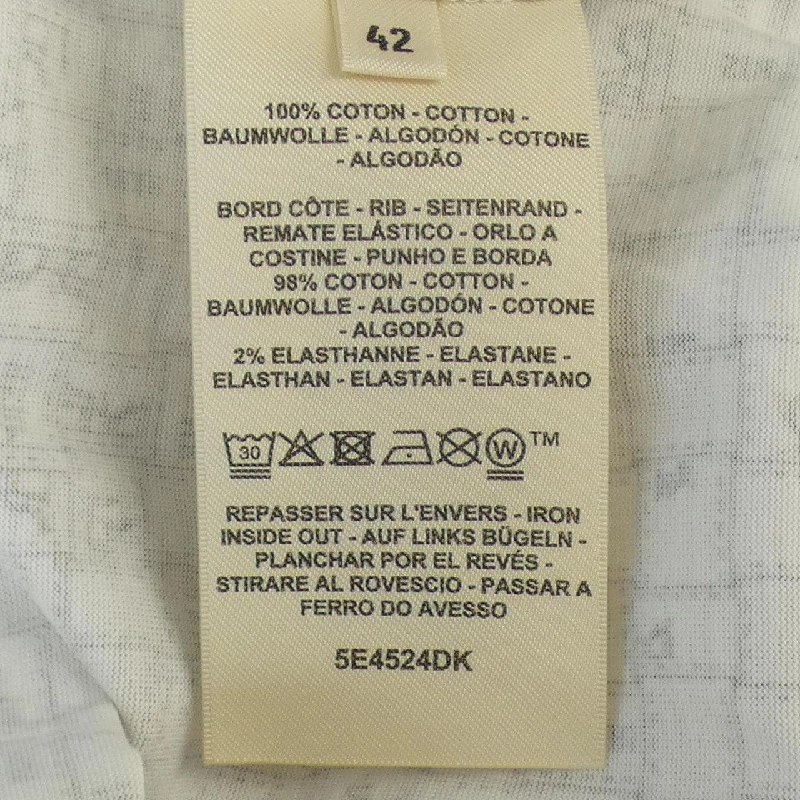 42
100% COTON - COTTON -
BAUMWOLLE - ALGODÓN - COTONE
- ALGODÃO
BORD CÔTE - RIB - SEITENRAND -
REMATE ELÁSTICO - ORLO A
COSTINE - PUNHO E BORDA
98% COTON - COTTON -
BAUMWOLLE - ALGODÓN - COTONE
- ALGODÃO
2% ELASTHANNE - ELASTANE -
ELASTHAN - ELASTAN - ELASTANO
30 W TM
REPASSER SUR L'ENVERS - IRON
INSIDE OUT - AUF LINKS BÜGELN -
PLANCHAR POR EL REVÉS -
STIRARE AL ROVESCIO - PASSAR A
FERRO DO AVESSO
5E4524DK